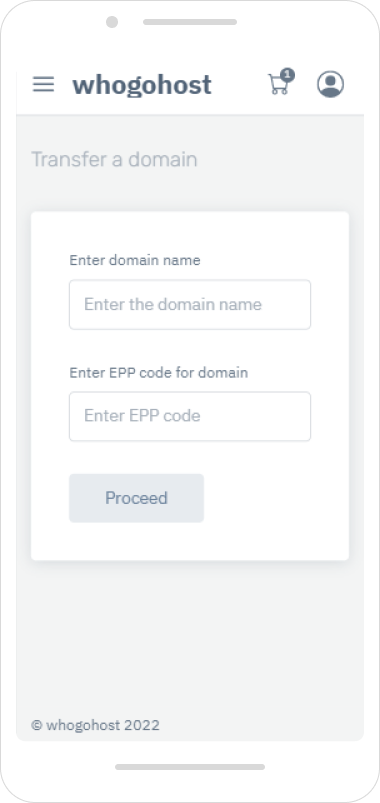 whogohost
1
Transfer a domain
Enter domain name
Enter the domain name
Enter EPP code for domain
Enter EPP code
Proceed
© whogohost 2022